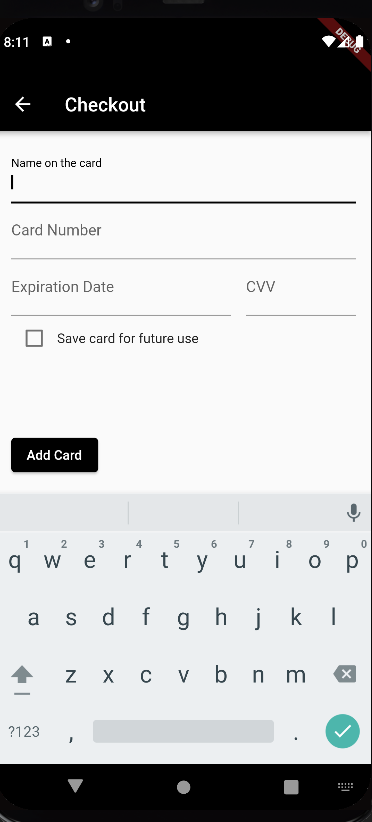 8:11 A
DEBUG
Checkout
Name on the card
Card Number
Expiration Date CVV
Save card for future use
Add Card
1 2 3 4 5 6 7 8 9 0
q w e r t y u i o p
a s d f g h j k l
z x c v b n m
?123 , .